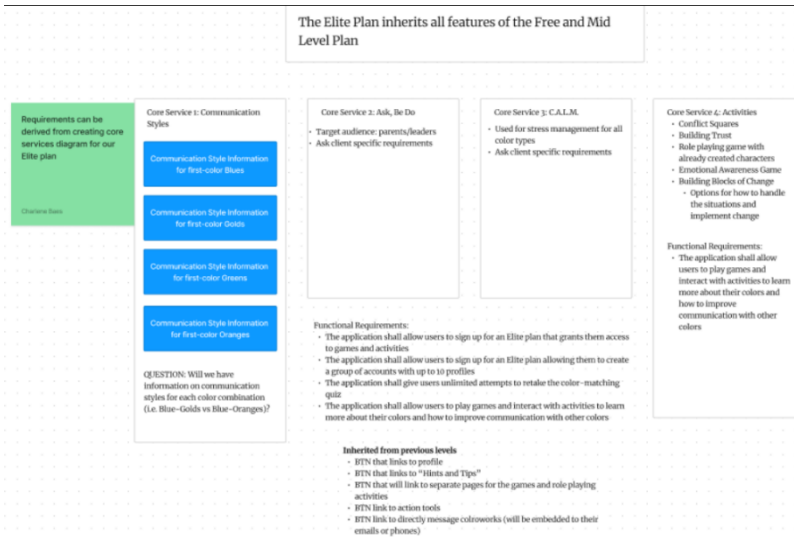 The Elite Plan inherits all features of the Free and Mid
Level Plan
Requirements can be
derived from creating core
services diagram for our
Elite plan
Charlene Bass
Core Service 1: Communication
Styles
Communication Style Information
for first-color Blues
Communication Style Information
for first-color Golds
Communication Style Information
for first-color Greens
Communication Style Information
for first-color Oranges
QUESTION: Will we have
information on communication
styles for each color combination
(i.e. Blue-Golds vs Blue-Oranges)?
Core Service 2: Ask, Be Do
• Target audience: parents/leaders
• Ask client specific requirements
Core Service 3: C.A.L.M.
• Used for stress management for all
color types
• Ask client specific requirements
Core Service 4: Activities
• Conflict Squares
• Building Trust
• Role playing game with
already created characters
• Emotional Awareness Game
• Building Blocks of Change
• Options for how to handle
the situations and
implement change
Functional Requirements:
• The application shall allow
users to play games and
interact with activities to learn
more about their colors and
how to improve
communication with other
colors
Functional Requirements:
• The application shall allow users to sign up for an Elite plan that grants them access
to games and activities
• The application shall allow users to sign up for an Elite plan allowing them to create
a group of accounts with up to 10 profiles
• The application shall give users unlimited attempts to retake the color-matching
quiz
• The application shall allow users to play games and interact with activities to learn
more about their colors and how to improve communication with other colors
Inherited from previous levels
• BTN that links to profile
• BTN that links to “Hints and Tips”
• BTN that will link to separate pages for the games and role playing
activities
• BTN link to action tools
• BTN link to directly message colroworks (will be embedded to their
emails or phones)